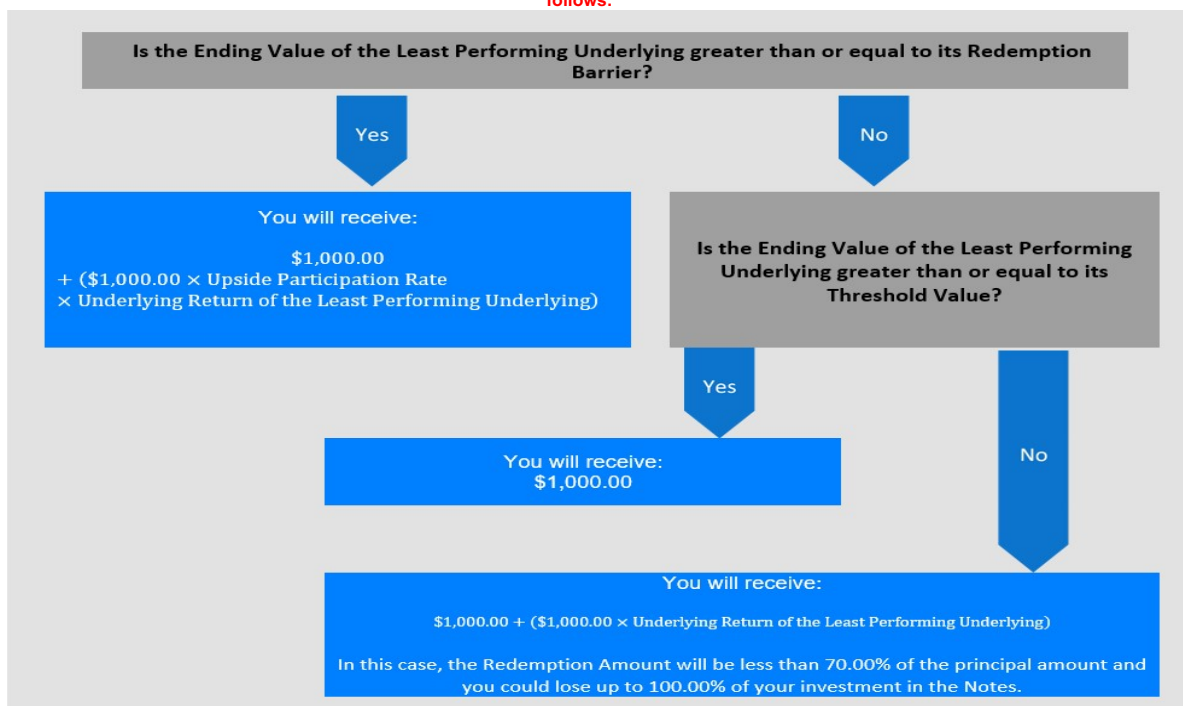 follows:
Is the Ending Value of the Least Performing Underlying greater than or equal to its Redemption
Barrier?
Yes
No
You will receive:
$1,000.00
+ ($1,000.00 × Upside Participation Rate
× Underlying Return of the Least Performing Underlying)
Is the Ending Value of the Least Performing
Underlying greater than or equal to its
Threshold Value?
Yes
No
You will receive:
$1,000.00
You will receive:
$1,000.00 + ($1,000.00 × Underlying Return of the Least Performing Underlying)
In this case, the Redemption Amount will be less than 70.00% of the principal amount and
you could lose up to 100.00% of your investment in the Notes.